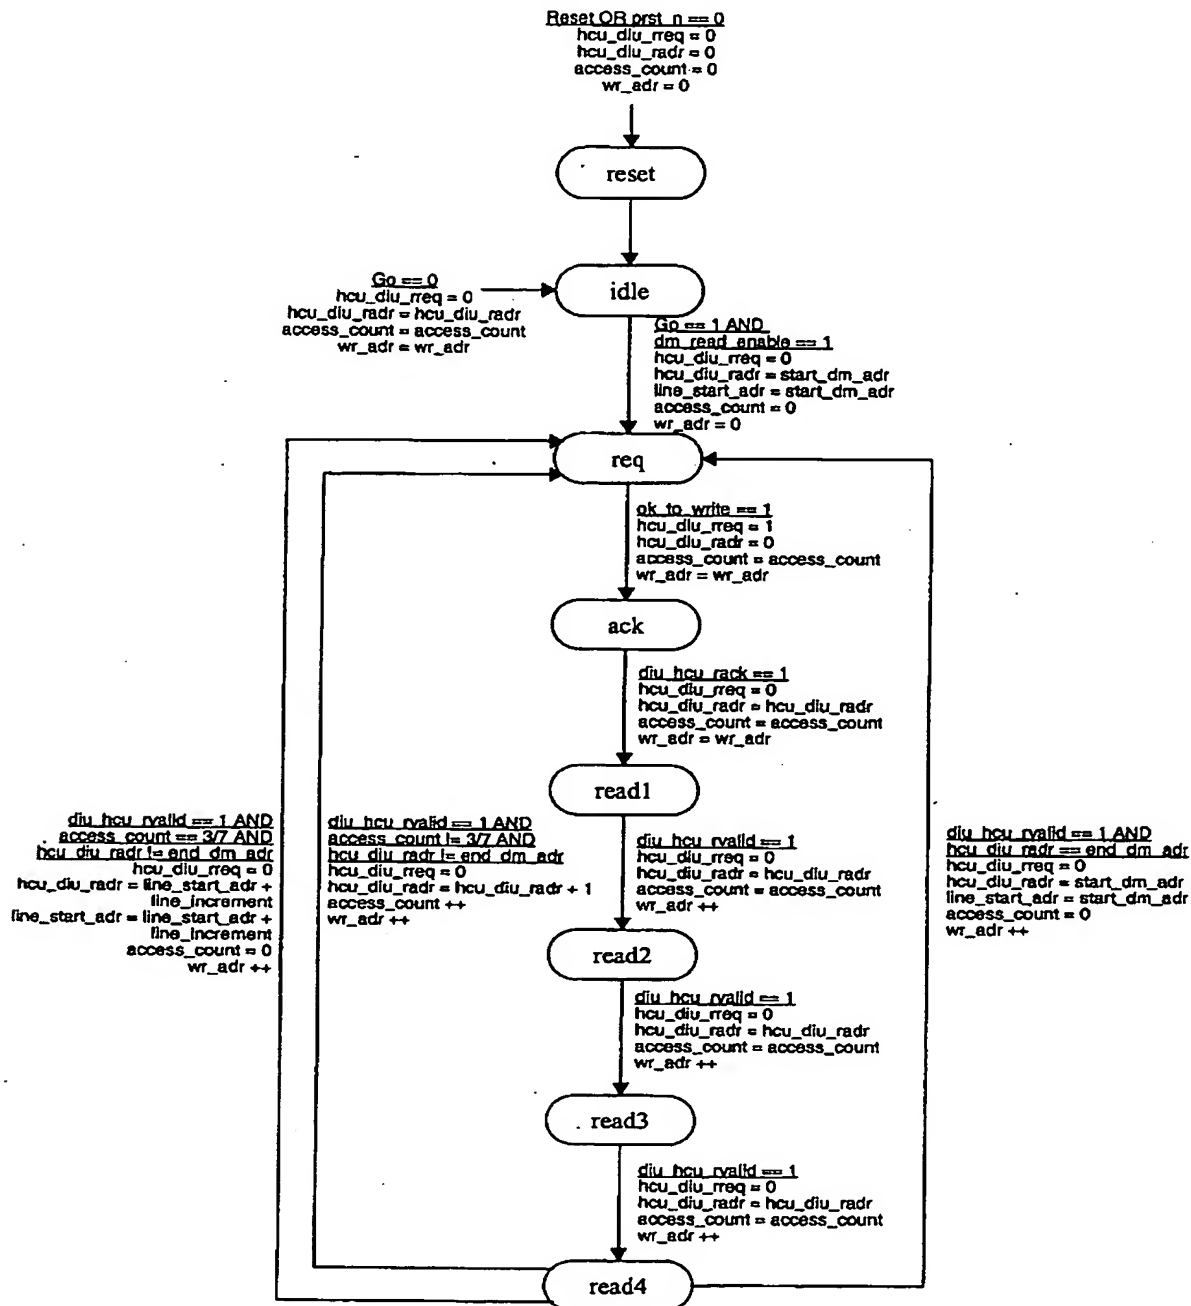 Reset OR prst_n == 0
hcu_diu_rreq = 0
hcu_diu_radr = 0
access_count = 0
wr_adr = 0
reset
Go == 0
hcu_diu_rreq = 0
hcu_diu_radr = hcu_diu_radr
access_count = access_count
wr_adr = wr_adr
idle
Go == 1 AND
dm_read_enable == 1
hcu_diu_rreq = 0
hcu_diu_radr = start_dm_adr
line_start_adr = start_dm_adr
access_count = 0
wr_adr = 0
req
ok_to_write == 1
hcu_diu_rreq = 1
hcu_diu_radr = 0
access_count = access_count
wr_adr = wr_adr
ack
diu_hcu_rack == 1
hcu_diu_rreq = 0
hcu_diu_radr = hcu_diu_radr
access_count = access_count
wr_adr = wr_adr
read1
diu_hcu_rvalid == 1 AND
access_count == 3/7 AND
hcu_diu_radr != end_dm_adr
hcu_diu_rreq = 0
hcu_diu_radr = line_start_adr +
line_increment
line_start_adr = line_start_adr +
line_increment
access_count = 0
wr_adr ++
diu_hcu_rvalid == 1 AND
access_count != 3/7 AND
hcu_diu_radr != end_dm_adr
hcu_diu_rreq = 0
hcu_diu_radr = hcu_diu_radr + 1
access_count ++
wr_adr ++
diu_hcu_rvalid == 1
hcu_diu_rreq = 0
hcu_diu_radr = hcu_diu_radr
access_count = access_count
wr_adr ++
diu_hcu_rvalid == 1 AND
hcu_diu_radr == end_dm_adr
hcu_diu_rreq = 0
hcu_diu_radr = start_dm_adr
line_start_adr = start_dm_adr
access_count = 0
wr_adr ++
read2
diu_hcu_rvalid == 1
hcu_diu_rreq = 0
hcu_diu_radr = hcu_diu_radr
access_count = access_count
wr_adr ++
read3
diu_hcu_rvalid == 1
hcu_diu_rreq = 0
hcu_diu_radr = hcu_diu_radr
access_count = access_count
wr_adr ++
read4